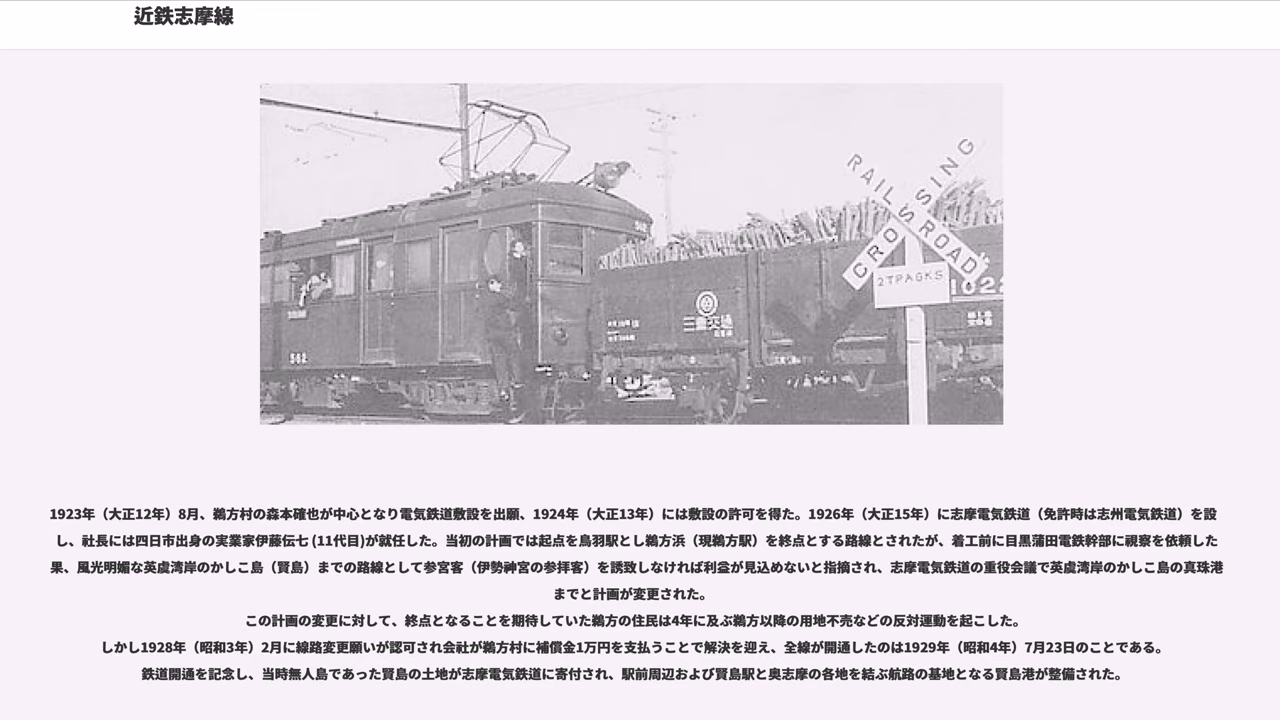 近鉄志摩線
RAILROAD
CROSSING
2TPAGKS
三重交通
562
1923年（大正12年）8月、鵜方村の森本確也が中心となり電気鉄道敷設を出願、1924年（大正13年）には敷設の許可を得た。1926年（大正15年）に志摩電気鉄道（免許時は志州電気鉄道）を設
し、社長には四日市出身の実業家伊藤伝七 (11代目)が就任した。当初の計画では起点を鳥羽駅とし鵜方浜（現鵜方駅）を終点とする路線とされたが、着工前に目黒蒲田電鉄幹部に視察を依頼した
果、風光明媚な英虞湾岸のかしこ島（賢島）までの路線として参宮客（伊勢神宮の参拝客）を誘致しなければ利益が見込めないと指摘され、志摩電気鉄道の重役会議で英虞湾岸のかしこ島の真珠港
までと計画が変更された。
この計画の変更に対して、終点となることを期待していた鵜方の住民は4年に及ぶ鵜方以降の用地不売などの反対運動を起こした。
しかし1928年（昭和3年）2月に線路変更願いが認可され会社が鵜方村に補償金1万円を支払うことで解決を迎え、全線が開通したのは1929年（昭和4年）7月23日のことである。
鉄道開通を記念し、当時無人島であった賢島の土地が志摩電気鉄道に寄付され、駅前周辺および賢島駅と奥志摩の各地を結ぶ航路の基地となる賢島港が整備された。